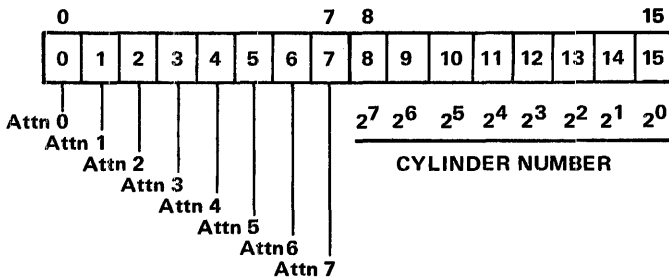 0 7 8 15
0 1 2 3 4 5 6 7 8 9 10 11 12 13 14 15
Attn 0 2⁷ 2⁶ 2⁵ 2⁴ 2³ 2² 2¹ 2⁰
Attn 1
Attn 2 CYLINDER NUMBER
Attn 3
Attn 4
Attn 5
Attn6
Attn 7